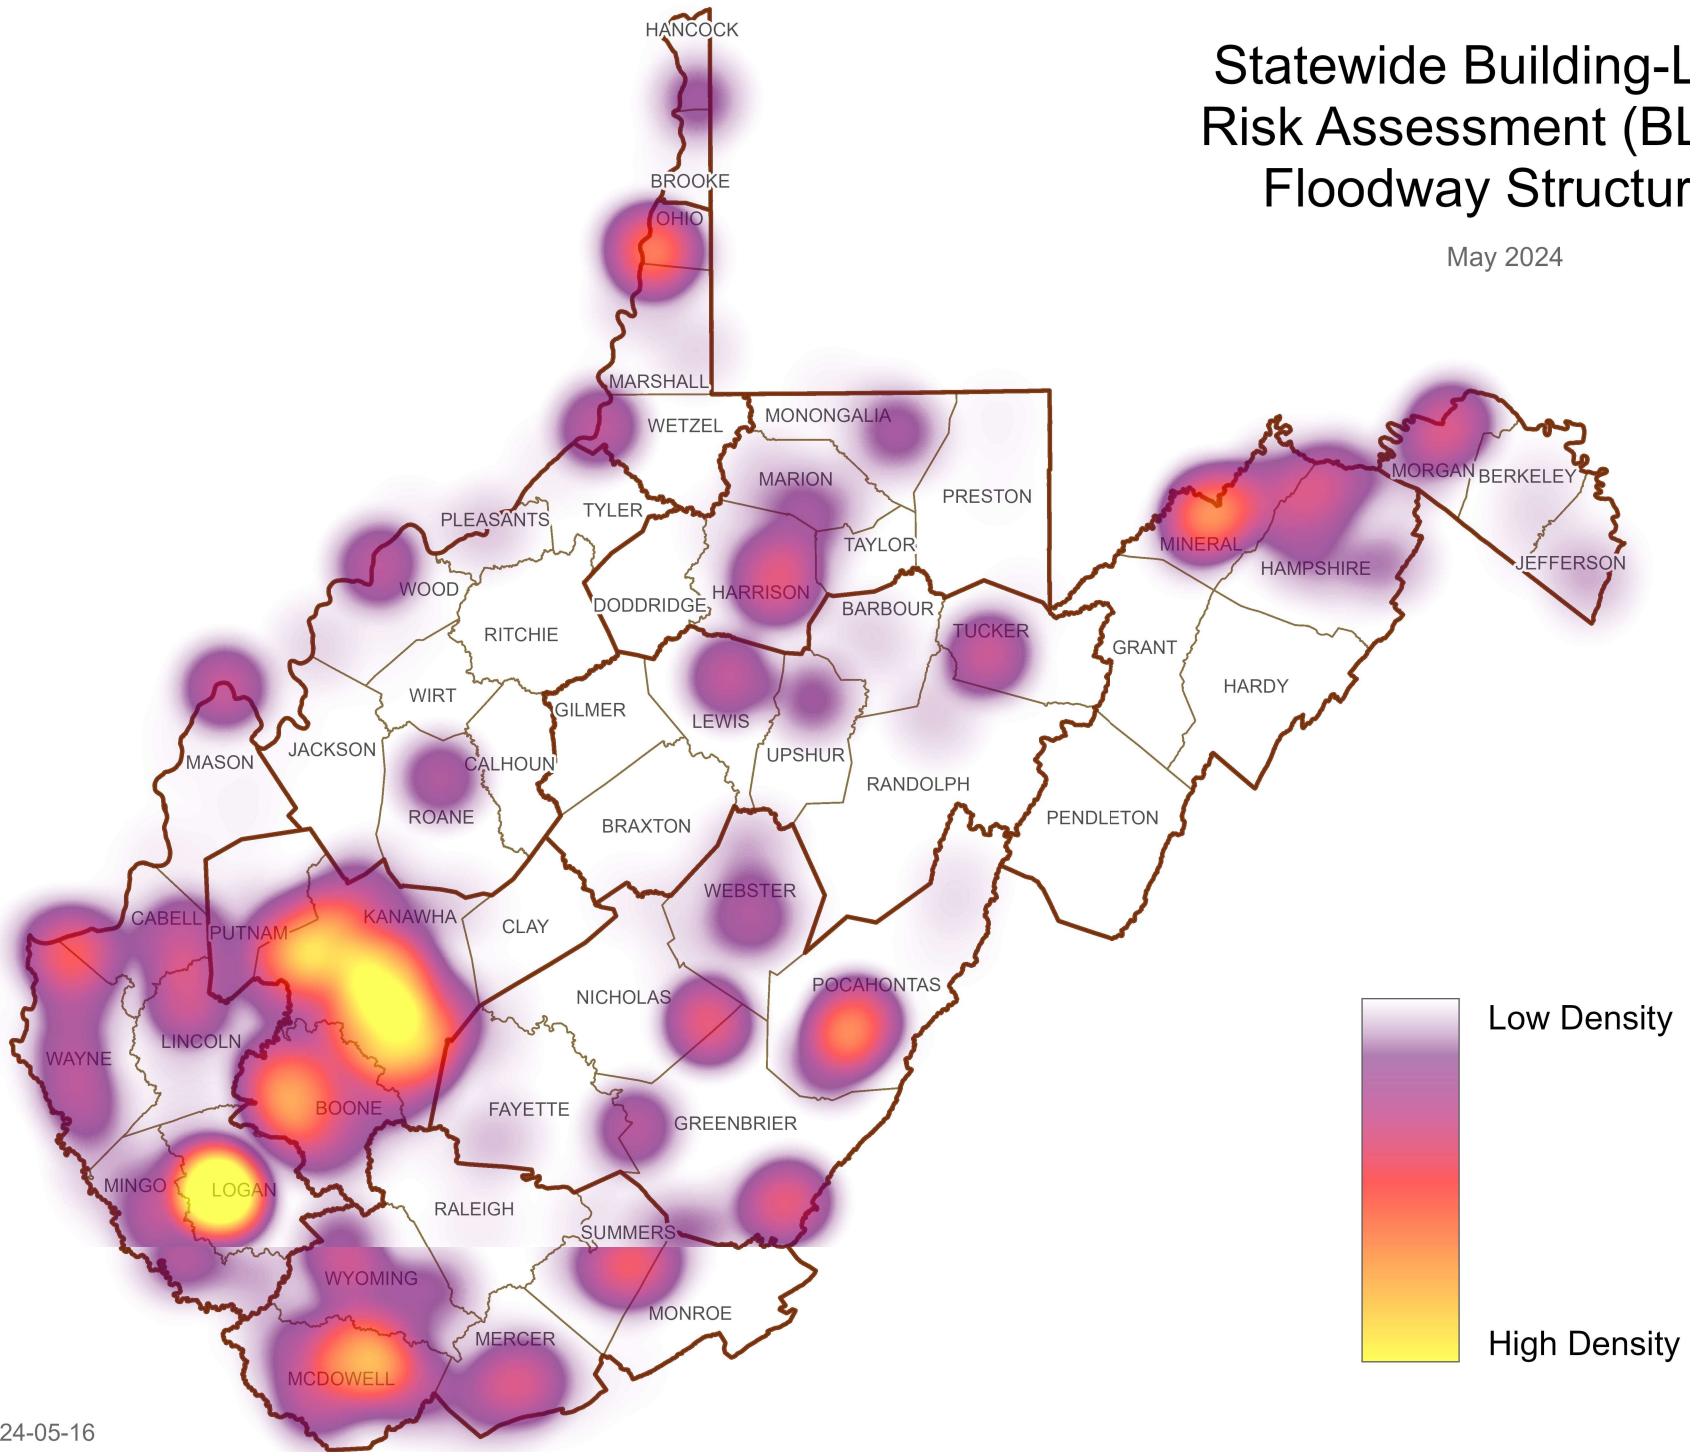 HANCOCK
Statewide Building-L
Risk Assessment (BL
Floodway Structur
May 2024
BROOKE
OHIO
MARSHALL
WETZEL
MONONGALIA
MARION
PRESTON
TYLER
PLEASANTS
TAYLOR
MORGAN
BERKELEY
MINERAL
HAMPSHIRE
JEFFERSON
WOOD
DODDRIDGE
HARRISON
BARBOUR
TUCKER
RITCHIE
GRANT
HARDY
WIRT
GILMER
LEWIS
UPSHUR
JACKSON
MASON
CALHOUN
RANDOLPH
ROANE
BRAXTON
PENDLETON
WEBSTER
CABELL
PUTNAM
KANAWHA
CLAY
POCAHONTAS
NICHOLAS
LINCOLN
WAYNE
BOONE
FAYETTE
GREENBRIER
MINGO
LOGAN
RALEIGH
SUMMERS
WYOMING
MONROE
MERCER
MCDOWELL
Low Density
High Density
24-05-16